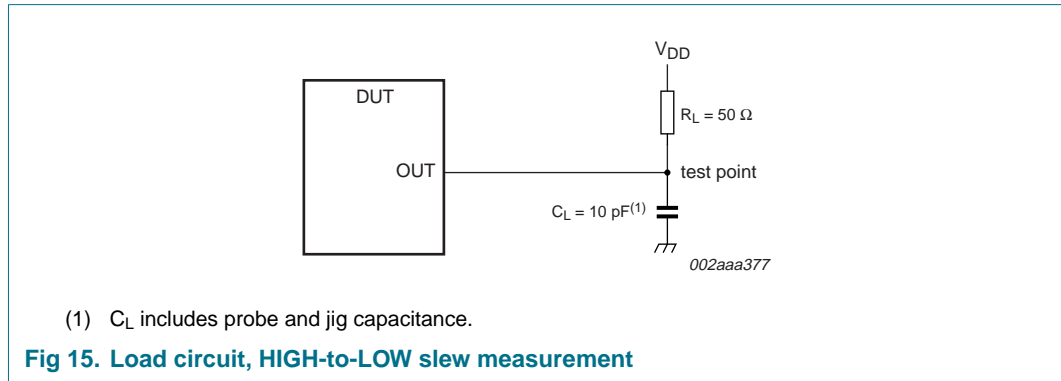 V_DD
DUT
R_L = 50 Ω
OUT
test point
C_L = 10 pF(1)
002aaa377
(1) C_L includes probe and jig capacitance.
Fig 15. Load circuit, HIGH-to-LOW slew measurement